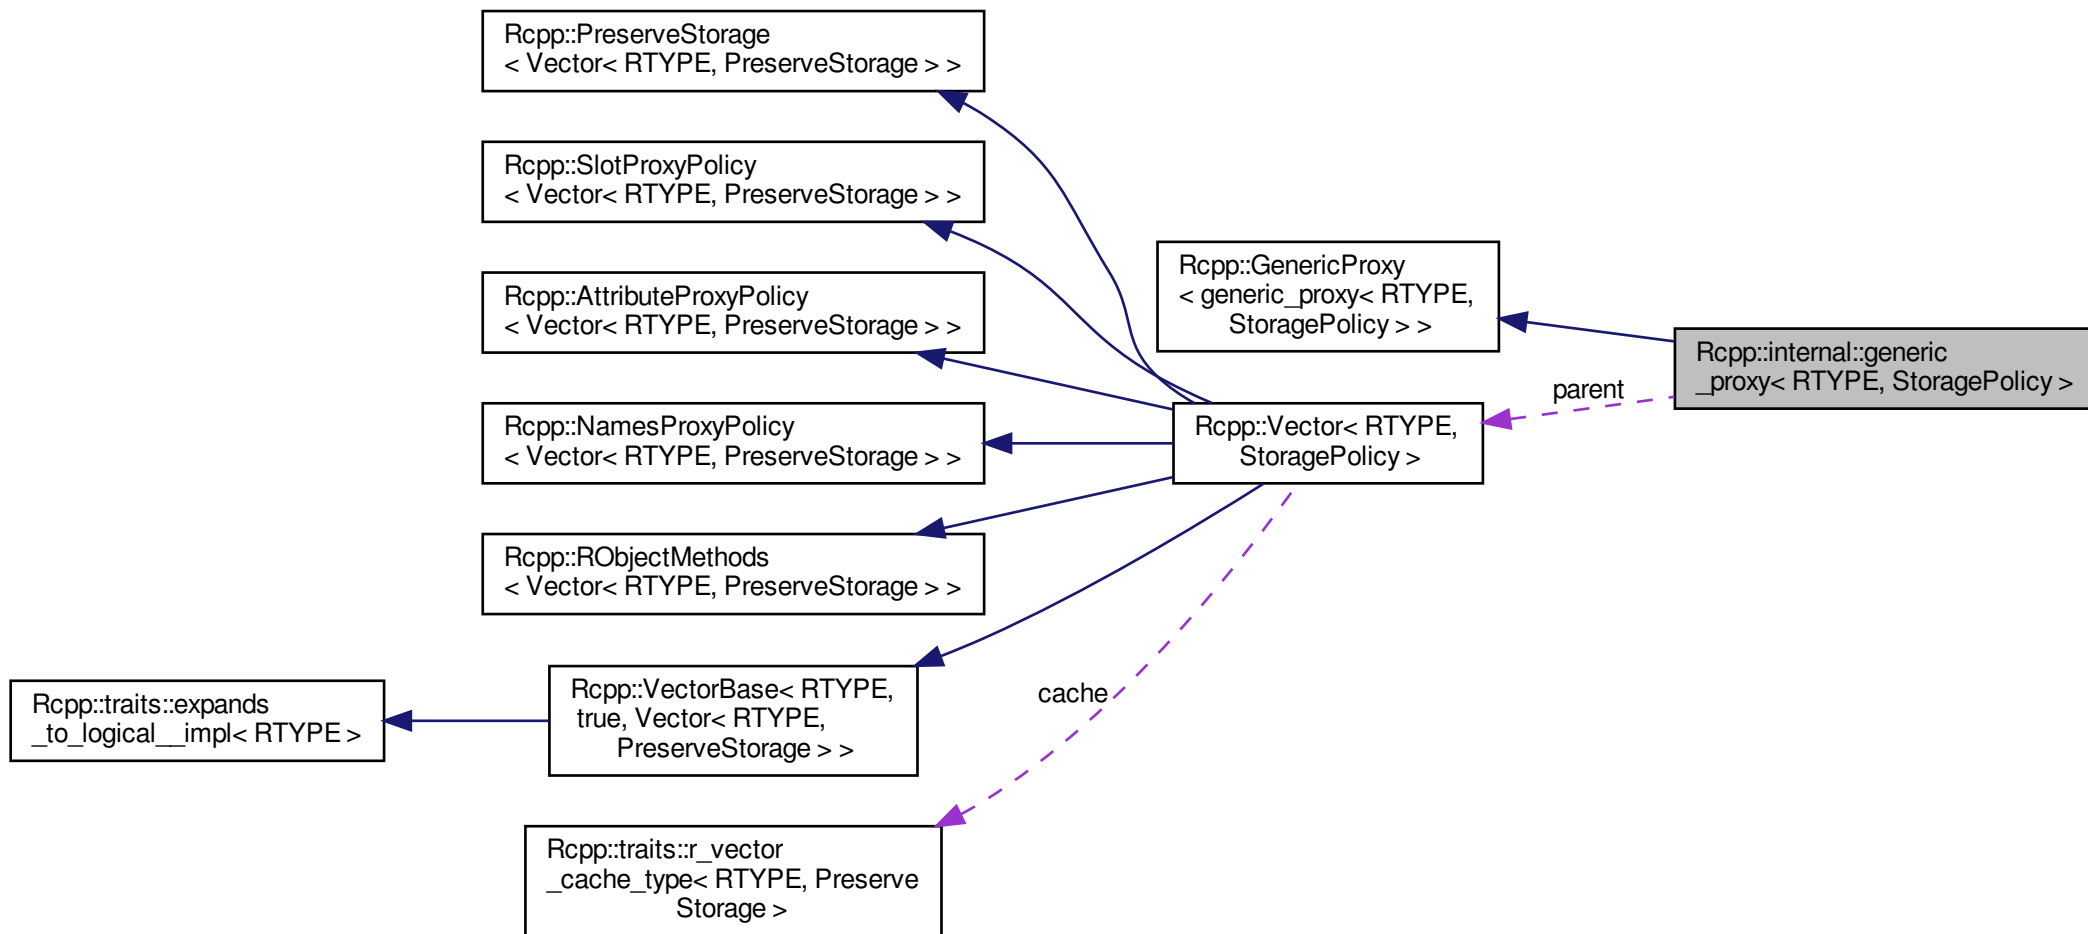 Rcpp::PreserveStorage
< Vector< RTYPE, PreserveStorage > >
Rcpp::SlotProxyPolicy
< Vector< RTYPE, PreserveStorage > >
Rcpp::AttributeProxyPolicy
< Vector< RTYPE, PreserveStorage > >
Rcpp::NamesProxyPolicy
< Vector< RTYPE, PreserveStorage > >
Rcpp::RObjectMethods
< Vector< RTYPE, PreserveStorage > >
Rcpp::traits::expands
_to_logical__impl< RTYPE >
Rcpp::VectorBase< RTYPE,
true, Vector< RTYPE,
PreserveStorage > >
Rcpp::traits::r_vector
_cache_type< RTYPE, Preserve
Storage >
cache
Rcpp::GenericProxy
< generic_proxy< RTYPE,
StoragePolicy > >
Rcpp::Vector< RTYPE,
StoragePolicy >
parent
Rcpp::internal::generic
_proxy< RTYPE, StoragePolicy >